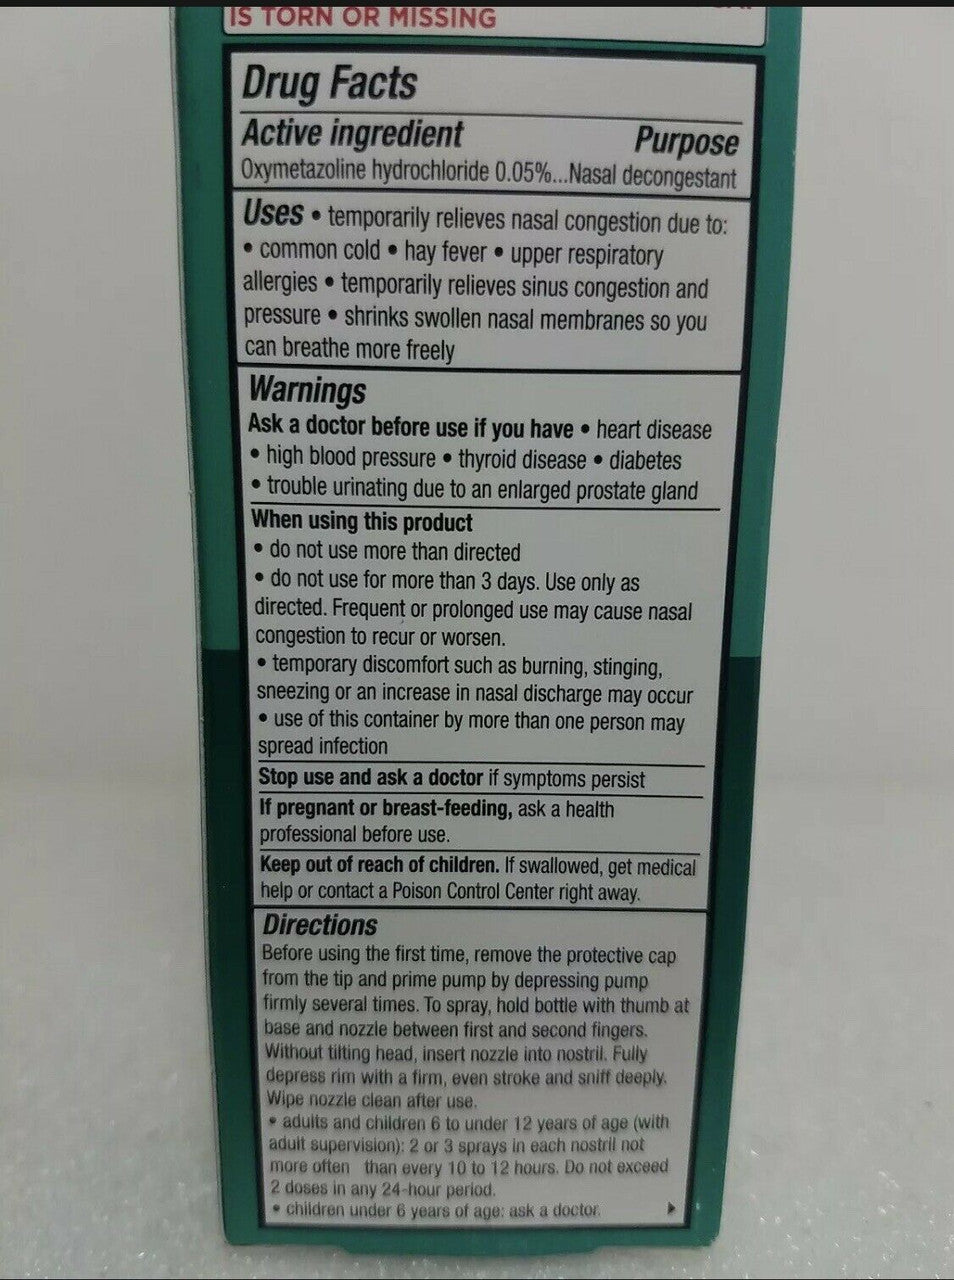 IS TORN OR MISSING
Drug Facts
Active ingredient Purpose
Oxymetazoline hydrochloride 0.05%...Nasal decongestant
Uses • temporarily relieves nasal congestion due to:
• common cold • hay fever • upper respiratory
allergies • temporarily relieves sinus congestion and
pressure • shrinks swollen nasal membranes so you
can breathe more freely
Warnings
Ask a doctor before use if you have • heart disease
• high blood pressure • thyroid disease • diabetes
• trouble urinating due to an enlarged prostate gland
When using this product
• do not use more than directed
• do not use for more than 3 days. Use only as
directed. Frequent or prolonged use may cause nasal
congestion to recur or worsen.
• temporary discomfort such as burning, stinging,
sneezing or an increase in nasal discharge may occur
• use of this container by more than one person may
spread infection
Stop use and ask a doctor if symptoms persist
If pregnant or breast-feeding, ask a health
professional before use.
Keep out of reach of children. If swallowed, get medical
help or contact a Poison Control Center right away.
Directions
Before using the first time, remove the protective cap
from the tip and prime pump by depressing pump
firmly several times. To spray, hold bottle with thumb at
base and nozzle between first and second fingers.
Without tilting head, insert nozzle into nostril. Fully
depress rim with a firm, even stroke and sniff deeply.
Wipe nozzle clean after use.
• adults and children 6 to under 12 years of age (with
adult supervision): 2 or 3 sprays in each nostril not
more often than every 10 to 12 hours. Do not exceed
2 doses in any 24-hour period.
• children under 6 years of age: ask a doctor.